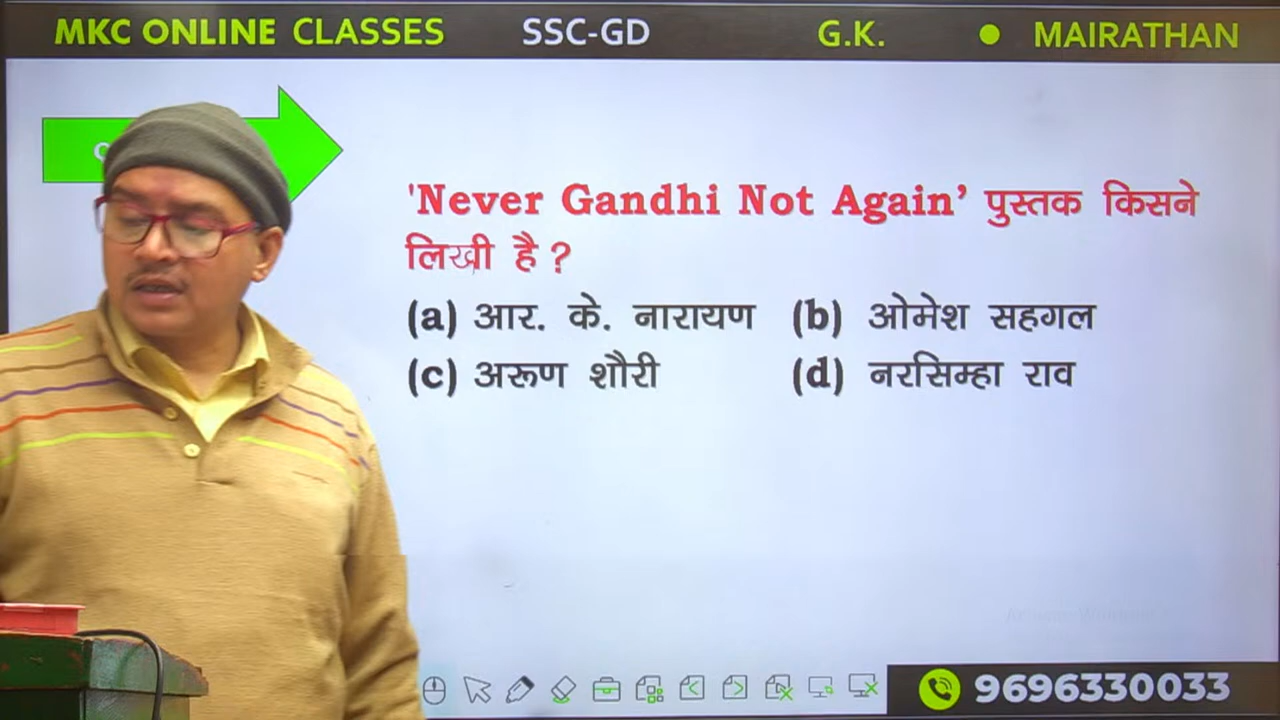 MKC ONLINE CLASSES SSC-GD G.K. MAIRATHAN
'Never Gandhi Not Again’ पुस्तक किसने
लिखी है ?
(a) आर. के. नारायण (b) ओमेश सहगल
(c) अरूण शौरी (d) नरसिम्हा राव
9696330033